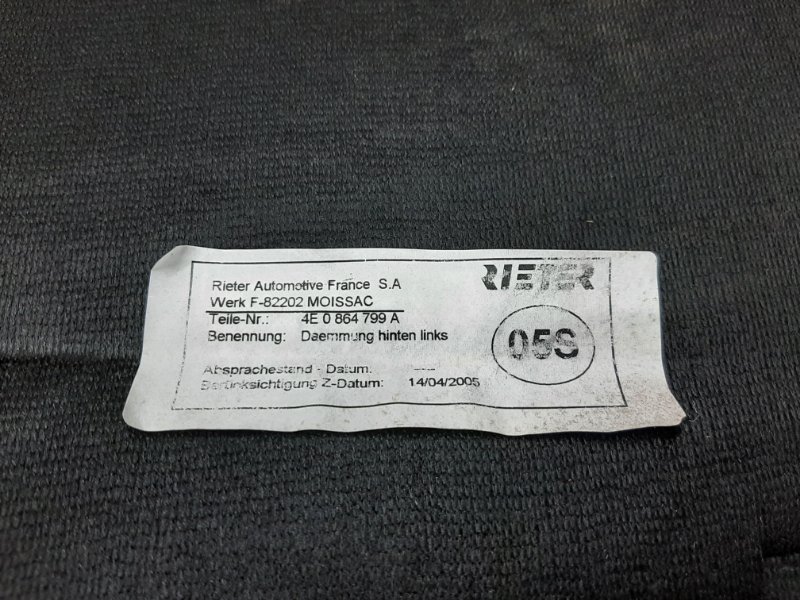 Rieter Automotive France S.A
RIETER
Werk F-82202 MOISSAC
Teile-Nr.: 4E 0 864 799 A
Benennung: Daemmung hinten links
05S
Absprachestand - Datum:
Z-Datum: 14/04/2005